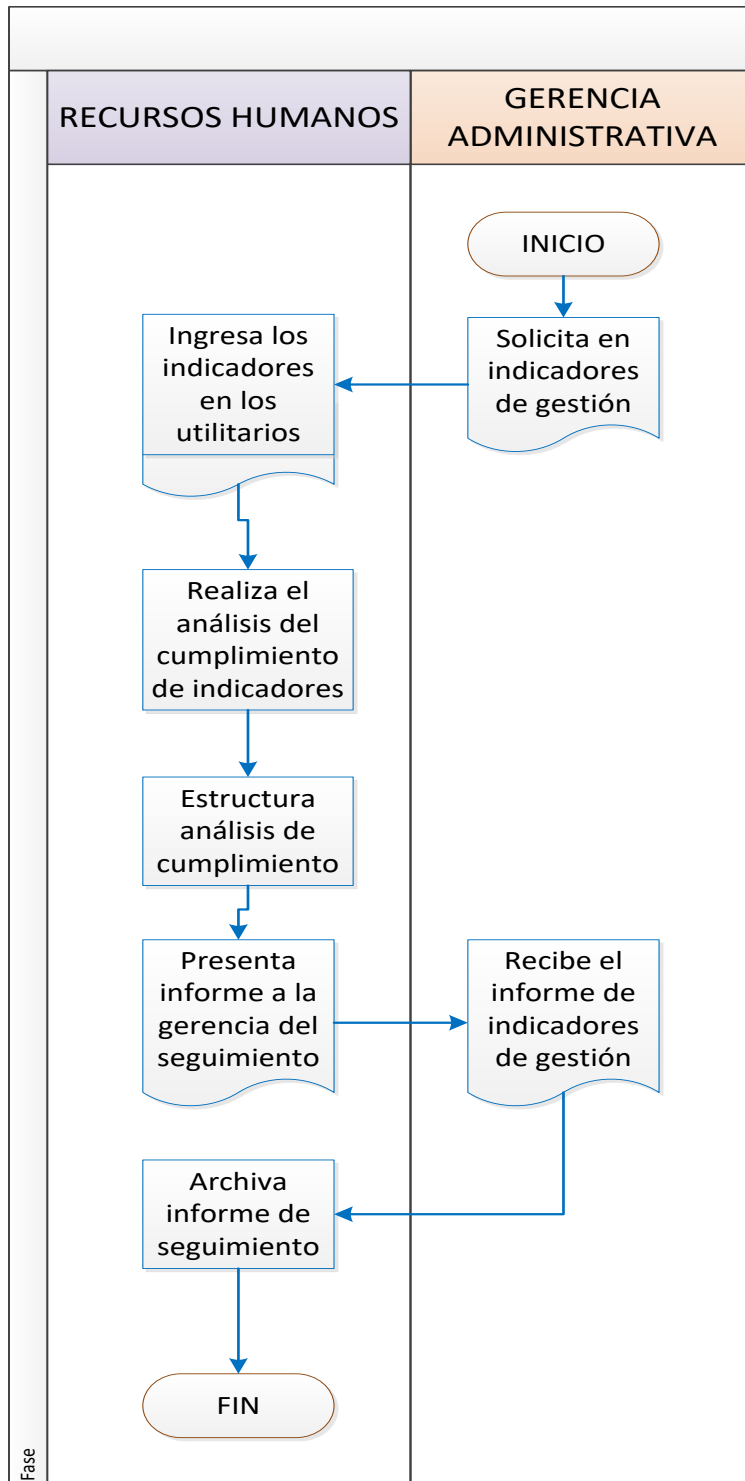 RECURSOS HUMANOS
GERENCIA
ADMINISTRATIVA
INICIO
Solicita en
indicadores
de gestión
Ingresa los
indicadores
en los
utilitarios
Realiza el
análisis del
cumplimiento
de indicadores
Estructura
análisis de
cumplimiento
Presenta
informe a la
gerencia del
seguimiento
Recibe el
informe de
indicadores
de gestión
Archiva
informe de
seguimiento
FIN
Fase